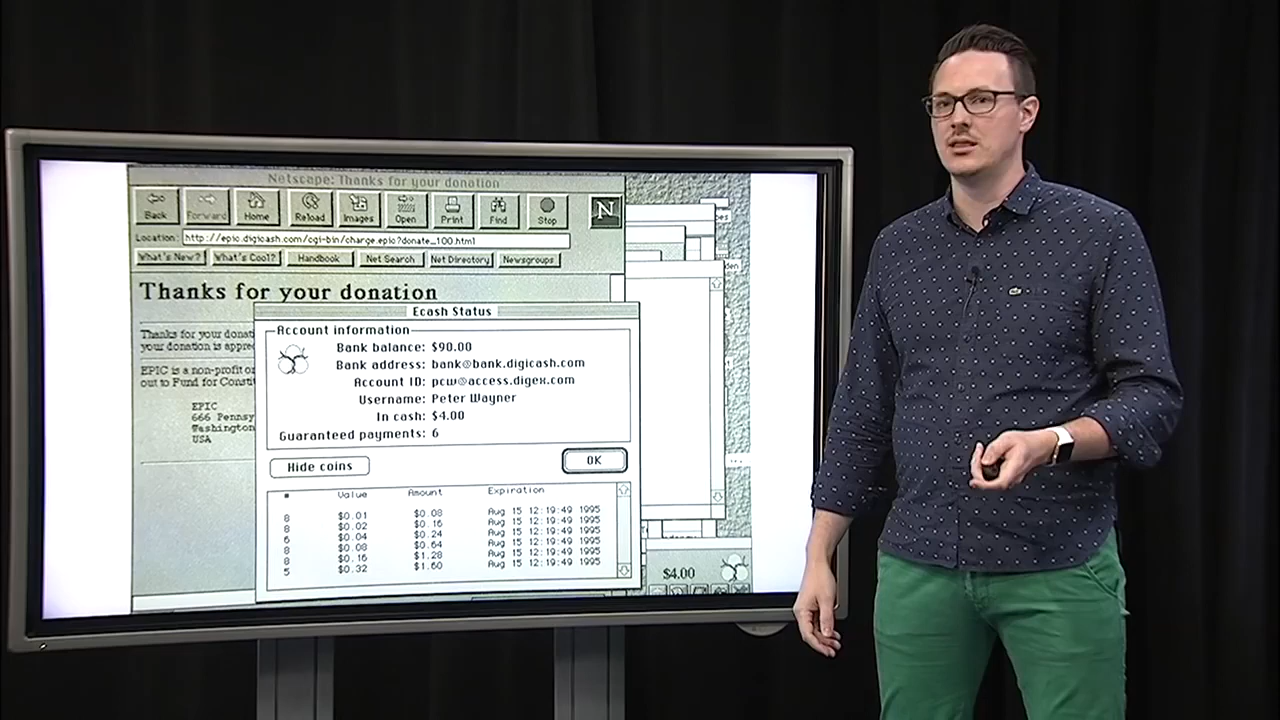 Netscape: Thanks for your donation
Back Forward Home Reload Images Open Print Find Stop
N
Location: http://epic.digicash.com/cgi-bin/charge.epic?donate_100.html
What's New? What's Cool? Handbook Net Search Net Directory Newsgroups
Thanks for your donation
Thanks for your donati
your donation is appre
EPIC is a non-profit or
out to Fund for Constit
EPIC
666 Pennsy
Washington
USA
Ecash Status
Account information
Bank balance: $90.00
Bank address: bank@bank.digicash.com
Account ID: pcw@access.digex.com
Username: Peter Wayner
In cash: $4.00
Guaranteed payments: 6
Hide coins OK
# Value Amount Expiration
8 $0.01 $0.08 Aug 15 12:19:49 1995
8 $0.02 $0.16 Aug 15 12:19:49 1995
6 $0.04 $0.24 Aug 15 12:19:49 1995
8 $0.08 $0.64 Aug 15 12:19:49 1995
8 $0.16 $1.28 Aug 15 12:19:49 1995
5 $0.32 $1.60 Aug 15 12:19:49 1995
$4.00